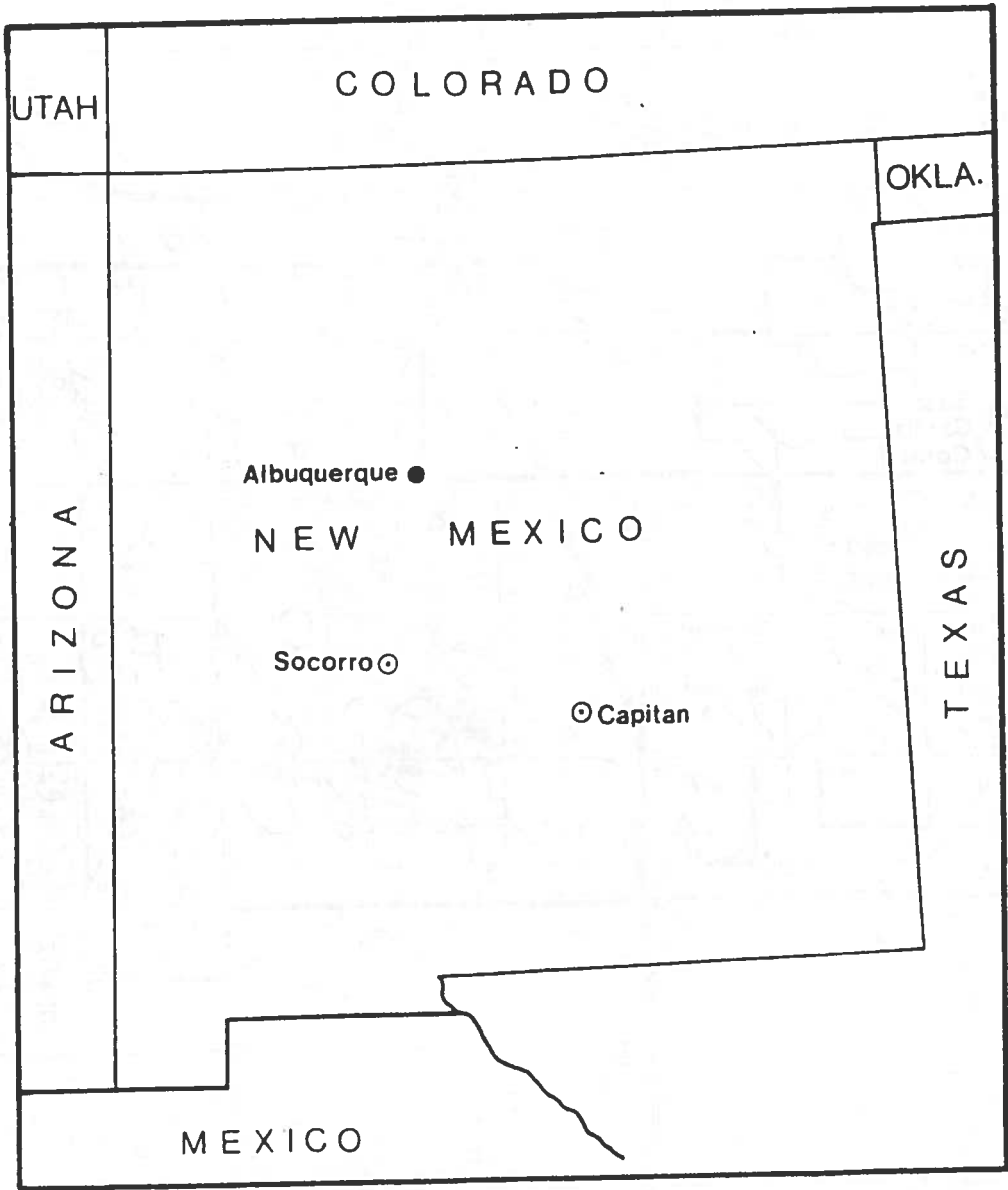 COLORADO
UTAH
OKLA.
Albuquerque
NEW MEXICO
ARIZONA
TEXAS
Socorro
Capitan
MEXICO